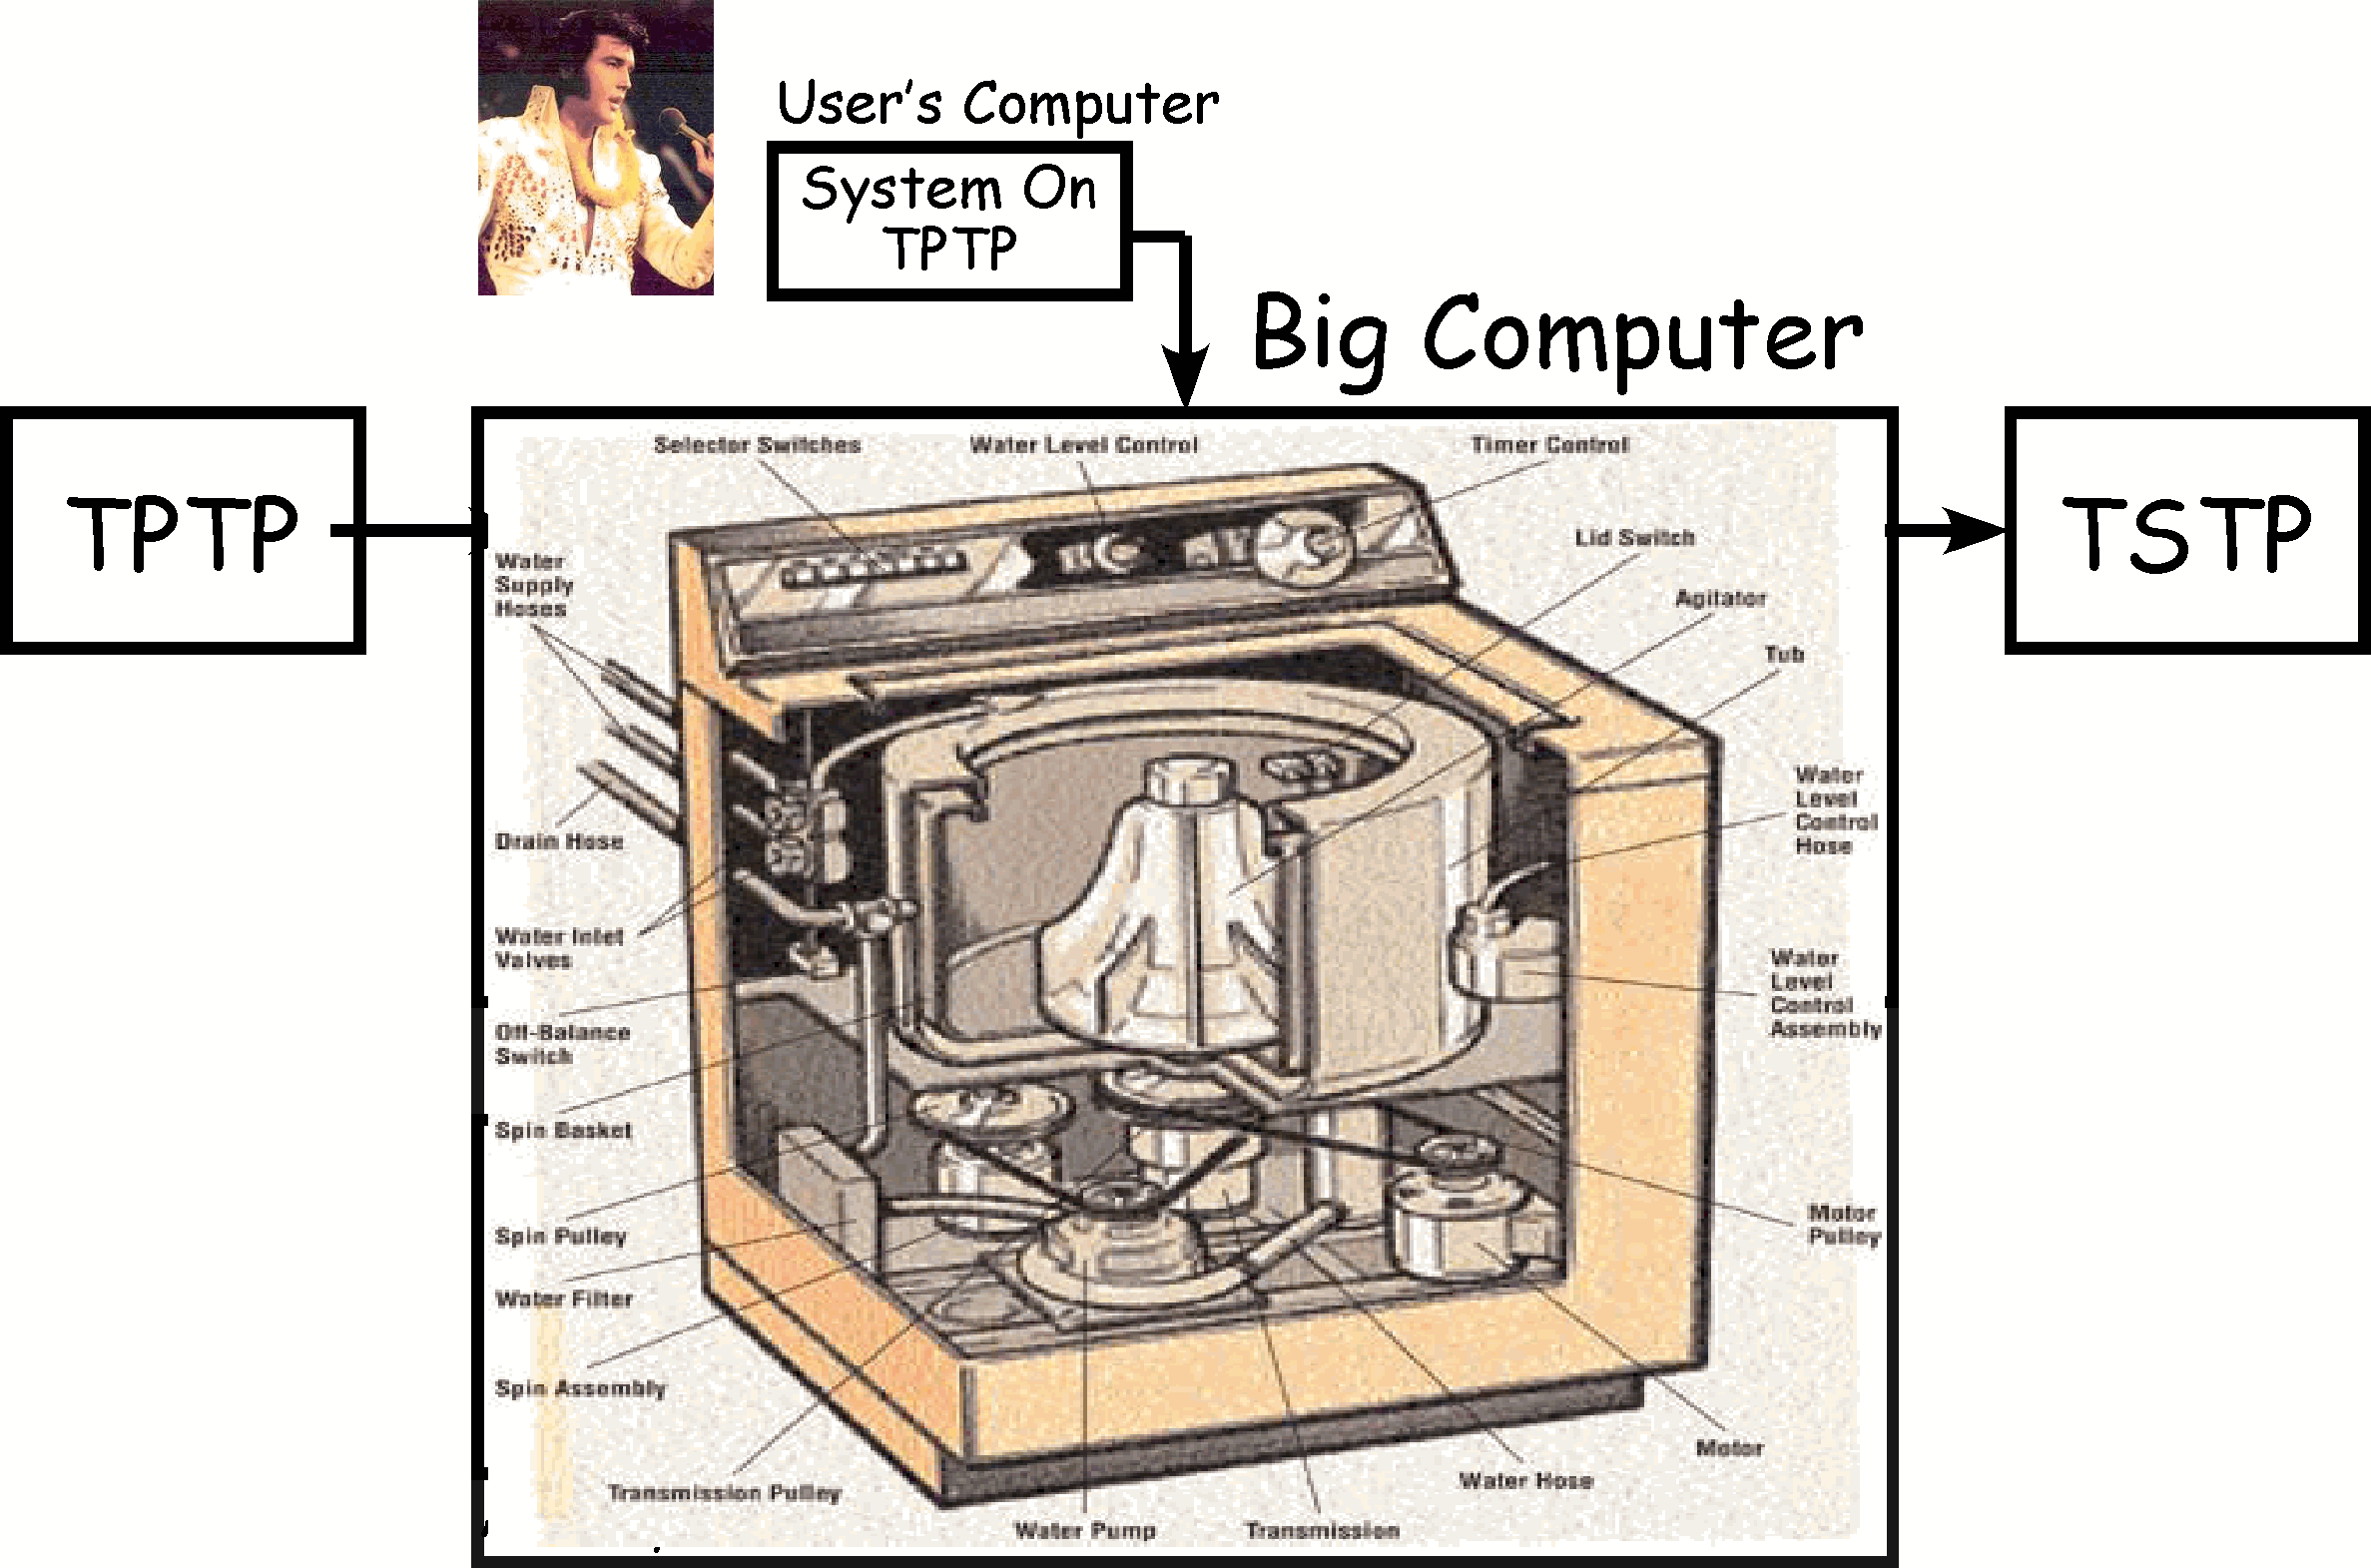 User's Computer
System On
TPTP
Big Computer
TPTP
TSTP
Selector Switches
Water Level Control
Timer Control
Lid Switch
Agitator
Tub
Water
Supply
Hoses
Drain Hose
Water Inlet
Valves
Off-Balance
Switch
Spin Basket
Spin Pulley
Water Filter
Spin Assembly
Transmission Pulley
Water Pump
Transmission
Water Hose
Motor
Motor
Pulley
Water
Level
Control
Assembly
Water
Level
Control
Hose